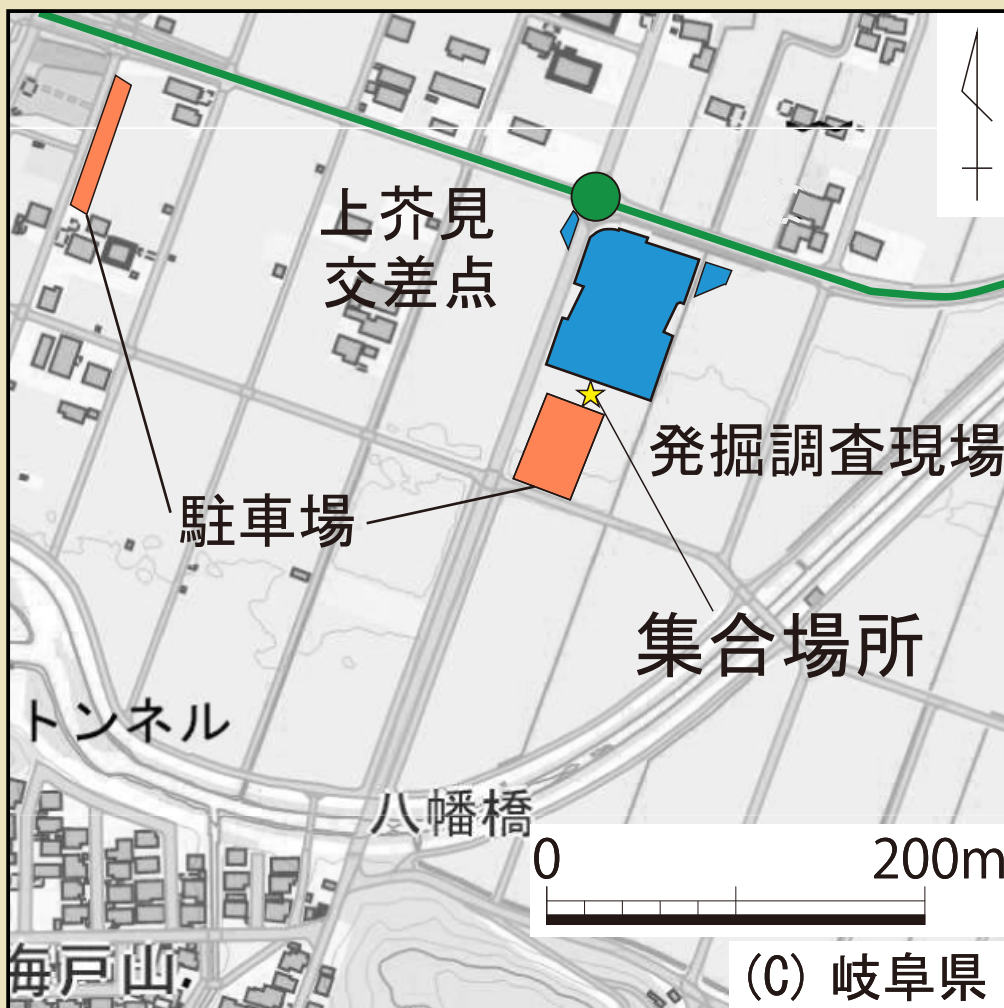 上芥見
交差点
発掘調査現場
駐車場
集合場所
トンネル
八幡橋
0 200m
海戸山
(C) 岐阜県